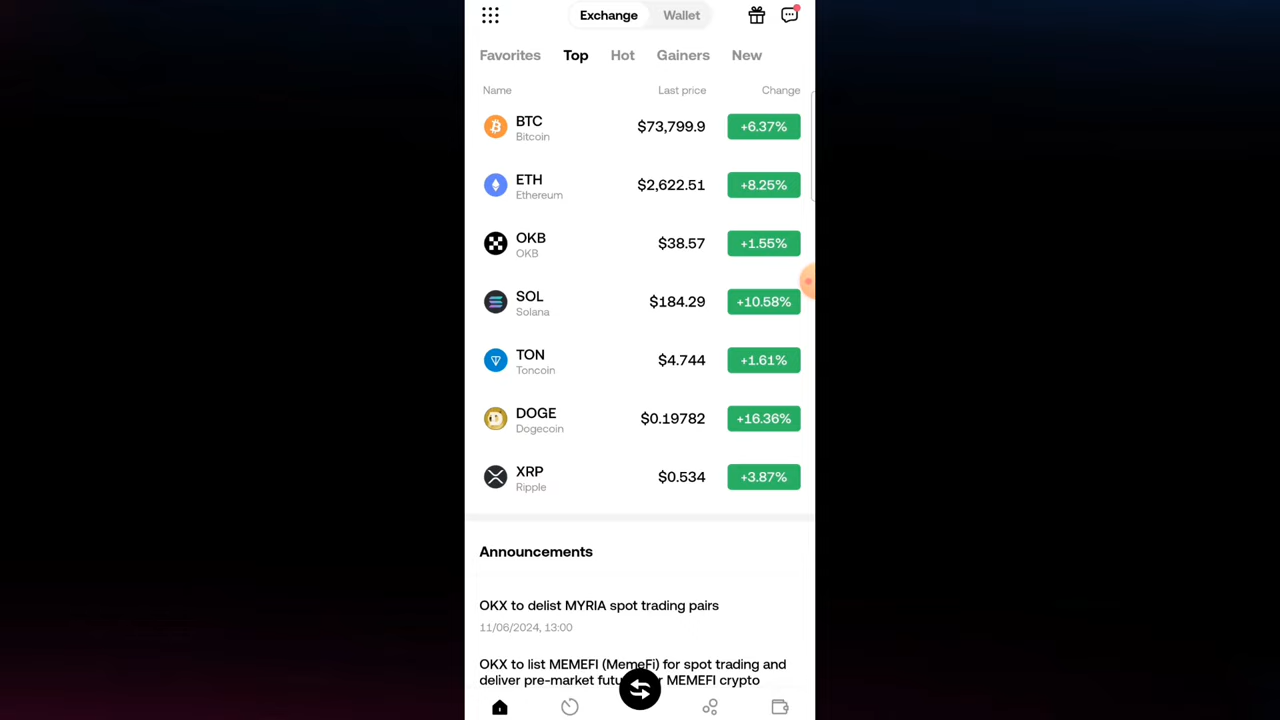 Exchange Wallet
Favorites Top Hot Gainers New
Name Last price Change
BTC
Bitcoin
$73,799.9
+6.37%
ETH
Ethereum
$2,622.51
+8.25%
OKB
OKB
$38.57
+1.55%
SOL
Solana
$184.29
+10.58%
TON
Toncoin
$4.744
+1.61%
DOGE
Dogecoin
$0.19782
+16.36%
XRP
Ripple
$0.534
+3.87%
Announcements
OKX to delist MYRIA spot trading pairs
11/06/2024, 13:00
OKX to list MEMEFI (MemeFi) for spot trading and
deliver pre-market MEMEFI crypto